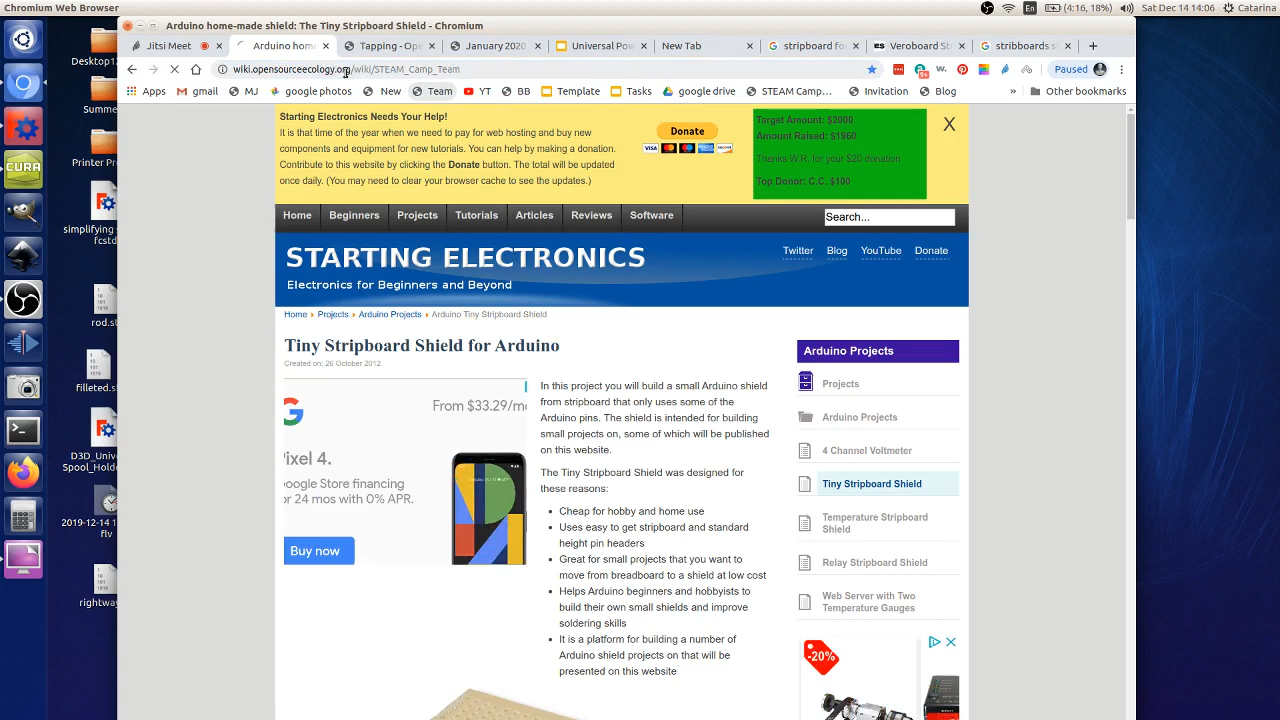 Chromium Web Browser
En
(4:16, 18%)
Sat Dec 14 14:06
Catarina
Arduino home-made shield: The Tiny Stripboard Shield - Chromium
Jitsi Meet
Arduino hom
Tapping - Ope
January 2020
Universal Pow
New Tab
stripboard for
Veroboard St
stribboards s
wiki.opensourceecology.org/wiki/STEAM_Camp_Team
Paused
Apps
gmail
MJ
google photos
New
Team
YT
BB
Template
Tasks
google drive
STEAM Camp...
Invitation
Blog
»
Other bookmarks
Desktop1
Summe
Printer Pr
simplifying s
fcstd
rod.st
filleted.s
D3D_Univ
Spool_Hold
2019-12-14 1
flv
rightway
CURA
Starting Electronics Needs Your Help!
It is that time of the year when we need to pay for web hosting and buy new
components and equipment for new tutorials. You can help by making a donation.
Contribute to this website by clicking the Donate button. The total will be updated
once daily. (You may need to clear your browser cache to see the updates.)
Donate
VISA
Target Amount: $2000
Amount Raised: $1960
Thanks W.R. for your $20 donation
Top Donor: C.C. $100
X
Home
Beginners
Projects
Tutorials
Articles
Reviews
Software
Search...
STARTING ELECTRONICS
Electronics for Beginners and Beyond
Twitter
Blog
YouTube
Donate
Home
Projects
Arduino Projects
Arduino Tiny Stripboard Shield
Tiny Stripboard Shield for Arduino
Created on: 26 October 2012
From $33.29/mo
Pixel 4.
Google Store financing
or 24 mos with 0% APR.
Buy now
In this project you will build a small Arduino shield
from stripboard that only uses some of the
Arduino pins. The shield is intended for building
small projects on, some of which will be published
on this website.
The Tiny Stripboard Shield was designed for
these reasons:
Cheap for hobby and home use
Uses easy to get stripboard and standard
height pin headers
Great for small projects that you want to
move from breadboard to a shield at low cost
Helps Arduino beginners and hobbyists to
build their own small shields and improve
soldering skills
It is a platform for building a number of
Arduino shield projects on that will be
presented on this website
Arduino Projects
Projects
Arduino Projects
4 Channel Voltmeter
Tiny Stripboard Shield
Temperature Stripboard
Shield
Relay Stripboard Shield
Web Server with Two
Temperature Gauges
-20%